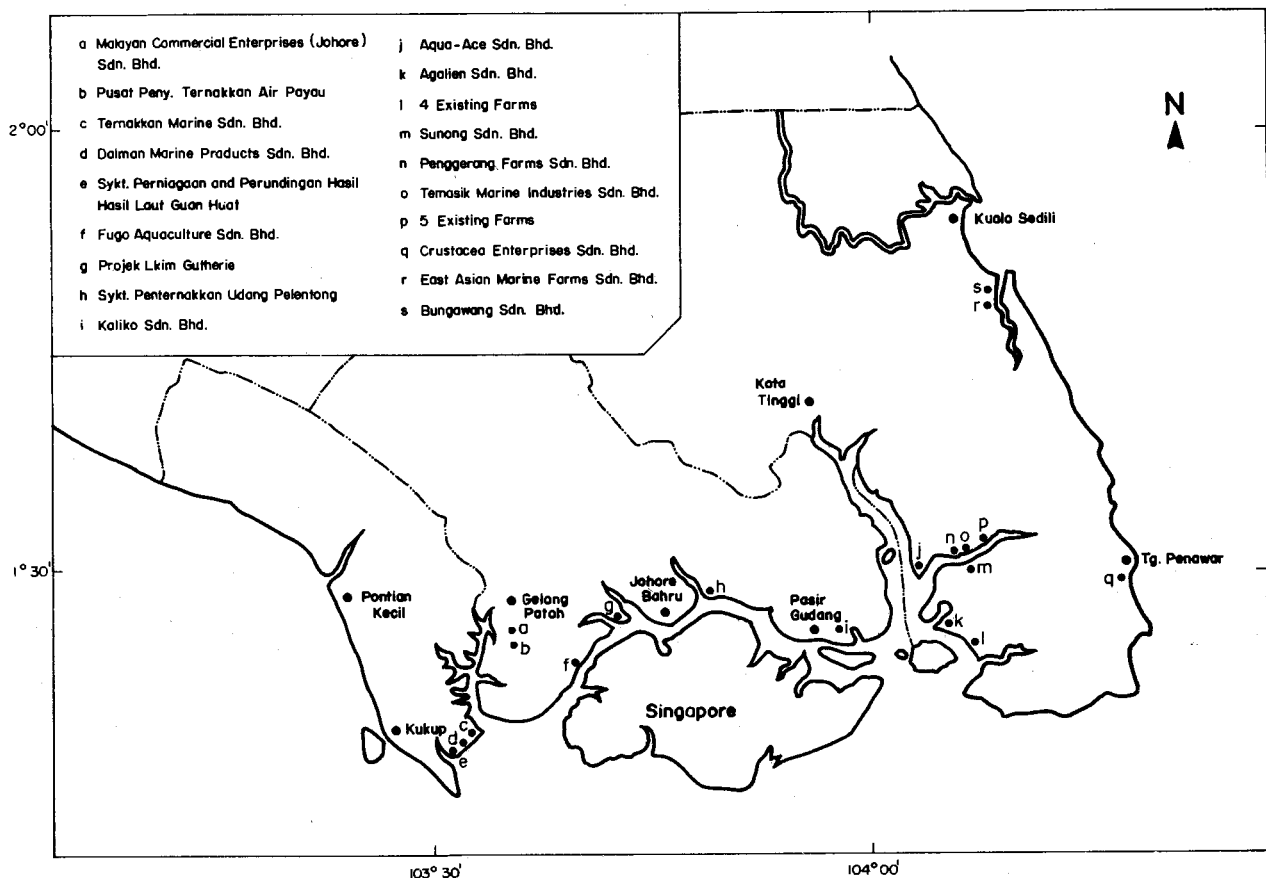 a Malayan Commercial Enterprises (Johore)
Sdn. Bhd.
b Pusat Peny. Ternakkan Air Payau
c Ternakkan Marine Sdn. Bhd.
d Dalman Marine Products Sdn. Bhd.
e Sykt. Perniagaan and Perundingan Hasil
Hasil Laut Guan Huat
f Fugo Aquaculture Sdn. Bhd.
g Projek Lkim Gutherie
h Sykt. Penternakkan Udang Pelentong
i Kaliko Sdn. Bhd.
j Aqua-Ace Sdn. Bhd.
k Agalien Sdn. Bhd.
l 4 Existing Farms
m Sunong Sdn. Bhd.
n Penggerang Farms Sdn. Bhd.
o Temasik Marine Industries Sdn. Bhd.
p 5 Existing Farms
q Crustacea Enterprises Sdn. Bhd.
r East Asian Marine Farms Sdn. Bhd.
s Bungawang Sdn. Bhd.
N
2°00'
Kuala Sedili
s
r
Kota
Tinggi
p
n o
j
m
Tg. Penawar
q
1°30'
Pontian
Kecil
Gelang
Patah
a
b
Johore
Bahru
g
h
Pasir
Gudang
i
k
l
f
Singapore
Kukup
c
d
e
103°30'
104°00'